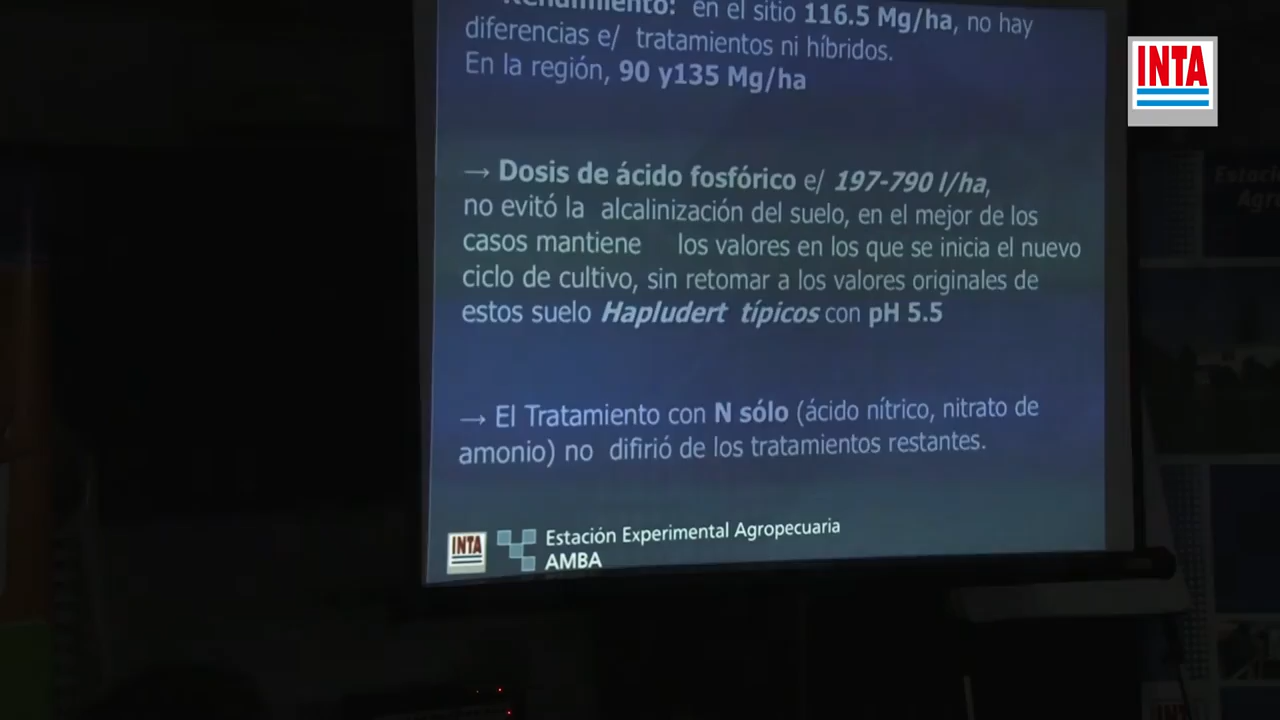 Rendimiento: en el sitio 116.5 Mg/ha, no hay
diferencias e/ tratamientos ni híbridos.
En la región, 90 y135 Mg/ha
→ Dosis de ácido fosfórico e/ 197-790 l/ha,
no evitó la alcalinización del suelo, en el mejor de los
casos mantiene los valores en los que se inicia el nuevo
ciclo de cultivo, sin retomar a los valores originales de
estos suelo Hapludert típicos con pH 5.5
→ El Tratamiento con N sólo (ácido nítrico, nitrato de
amonio) no difirió de los tratamientos restantes.
INTA
Estación Experimental Agropecuaria
AMBA
INTA
INTA